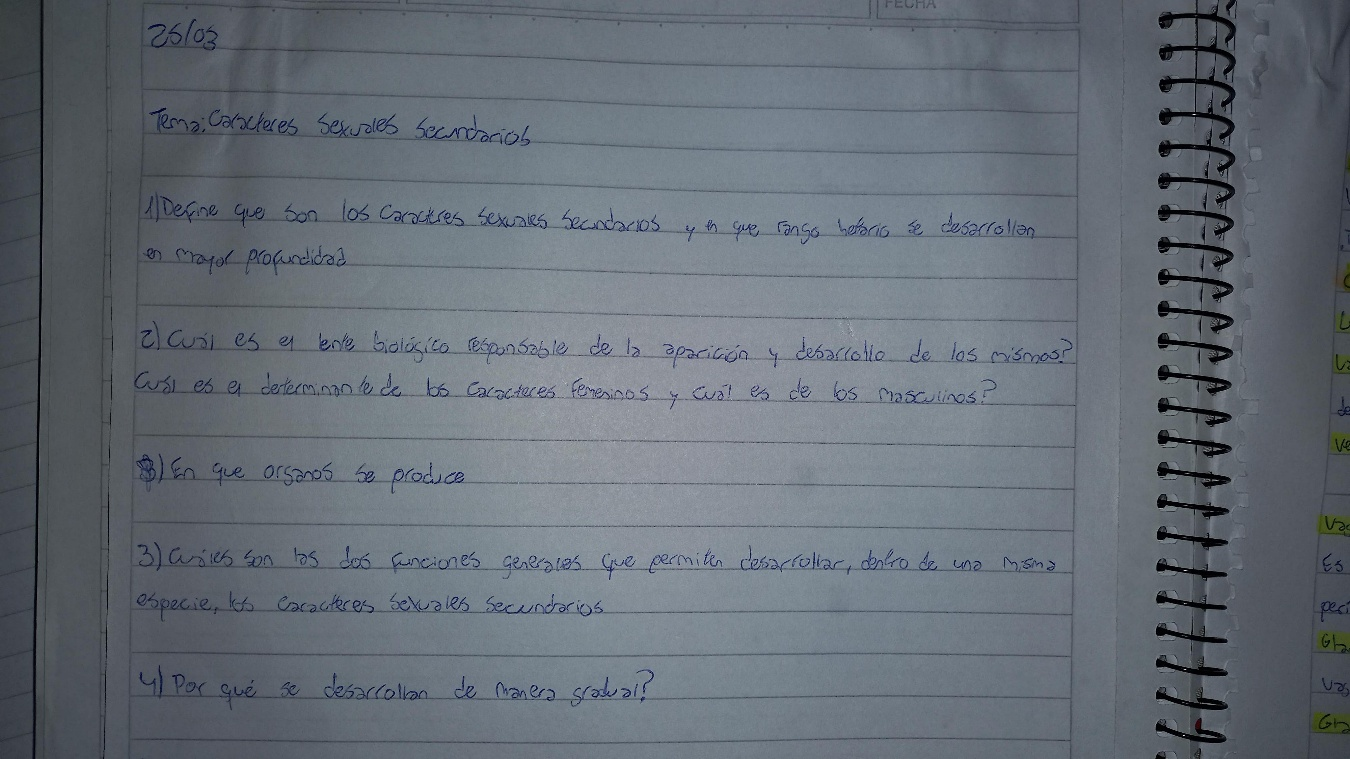 FECHA
25/03
Tema: Caracteres Sexuales Secundarios
1) Define que son los Caractres Sexuales Secundarios y en que rango hetario se desarrollan
en mayor profundidad
2) Cuál es el ente biológico responsable de la aparición y desarrollo de los mismos?
Cuál es el determinante de los Caracteres Femeninos y cuál es de los masculinos?
) En que organos se produce
3) Cuáles son las dos funciones generales que permiten desarrollar, dentro de una misma
especie, los Caracteres Sexuales Secundarios
4) Por qué se desarrollan de manera gradual?
Es